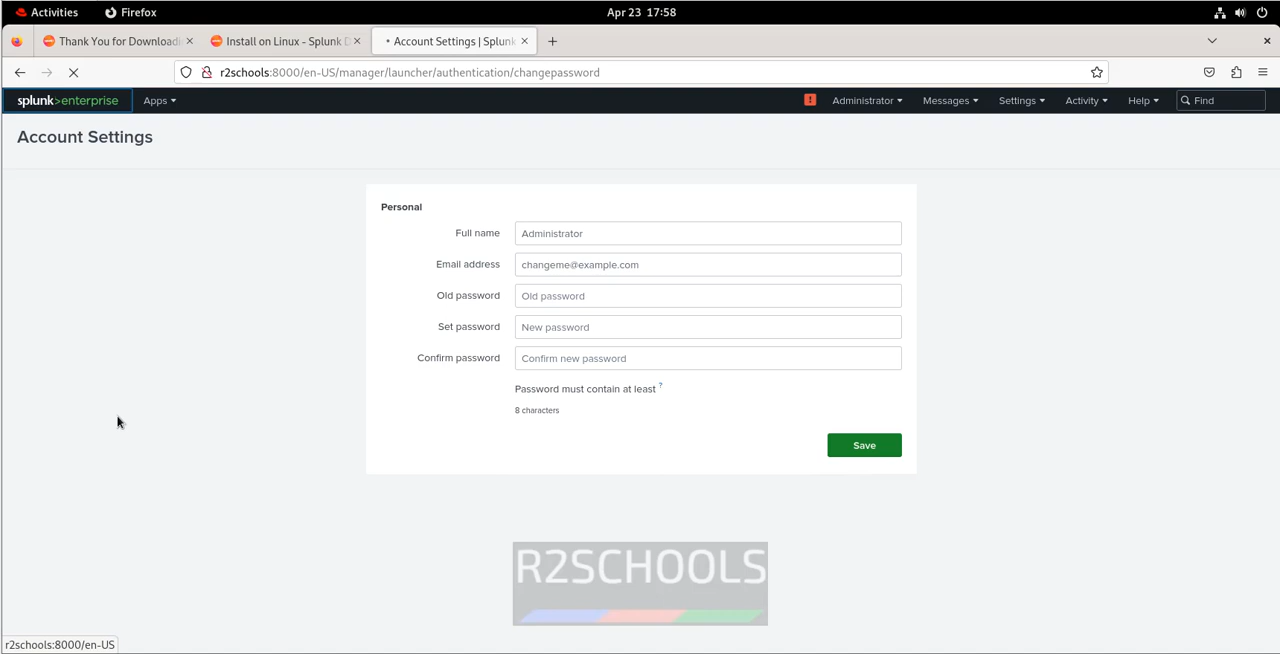 Activities Firefox Apr 23 17:58
Thank You for Downloadi Install on Linux - Splunk D Account Settings | Splunk
r2schools:8000/en-US/manager/launcher/authentication/changepassword
splunk>enterprise Apps Administrator Messages Settings Activity Help Find
Account Settings
Personal
Full name Administrator
Email address changeme@example.com
Old password Old password
Set password New password
Confirm password Confirm new password
Password must contain at least ?
8 characters
Save
R2SCHOOLS
r2schools:8000/en-US